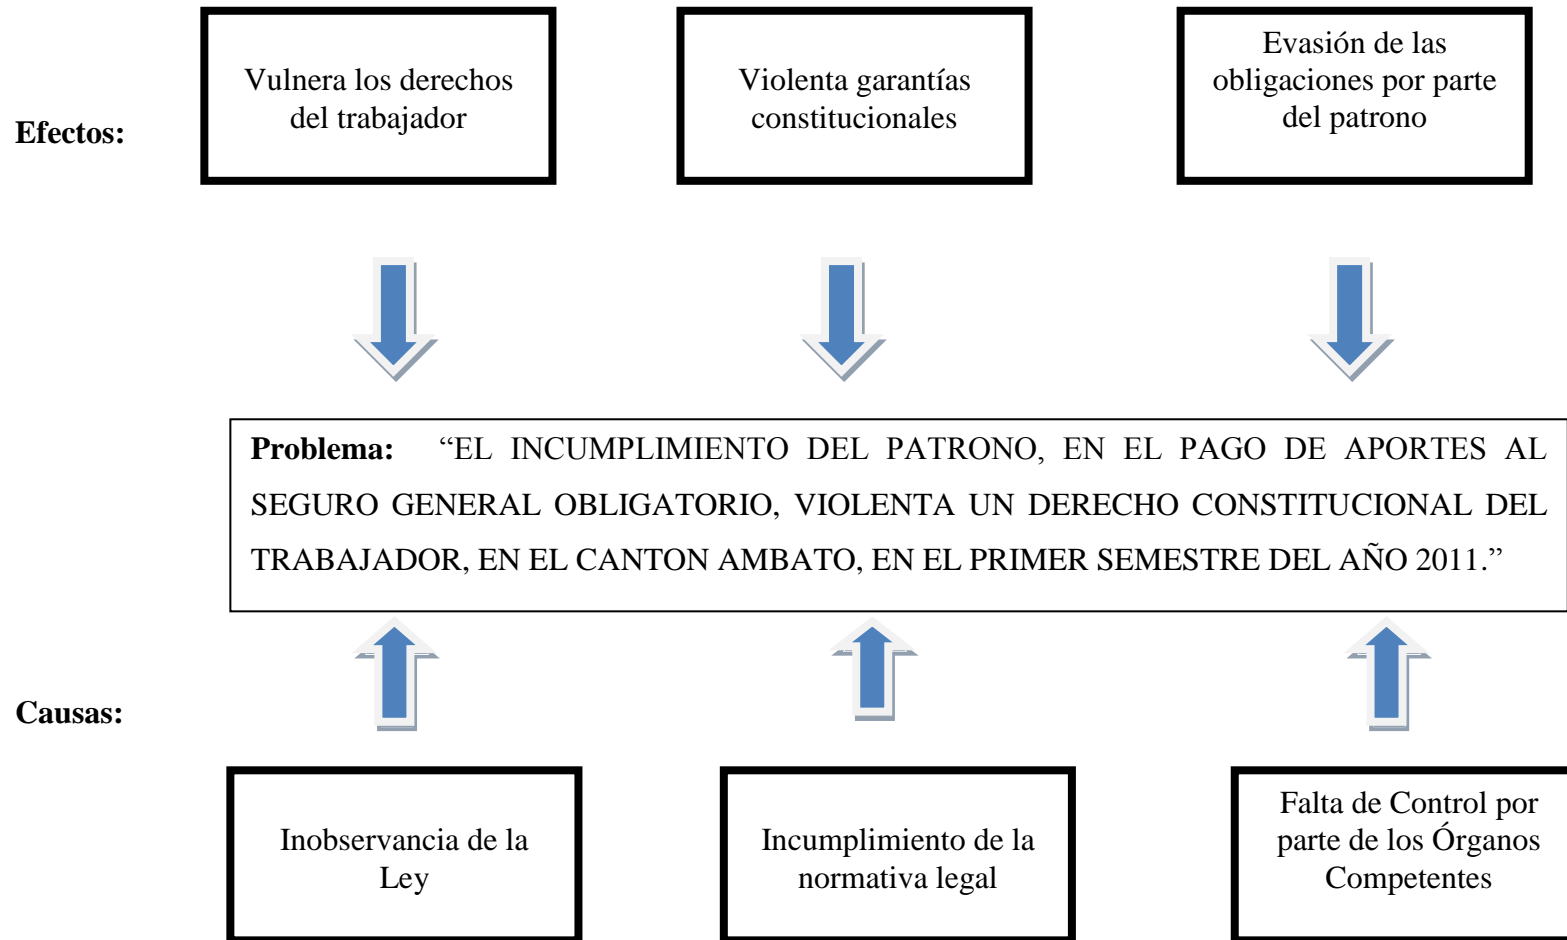 Efectos:
Vulnera los derechos
del trabajador
Violenta garantías
constitucionales
Evasión de las
obligaciones por parte
del patrono
Problema: “EL INCUMPLIMIENTO DEL PATRONO, EN EL PAGO DE APORTES AL
SEGURO GENERAL OBLIGATORIO, VIOLENTA UN DERECHO CONSTITUCIONAL DEL
TRABAJADOR, EN EL CANTON AMBATO, EN EL PRIMER SEMESTRE DEL AÑO 2011.”
Causas:
Inobservancia de la
Ley
Incumplimiento de la
normativa legal
Falta de Control por
parte de los Órganos
Competentes